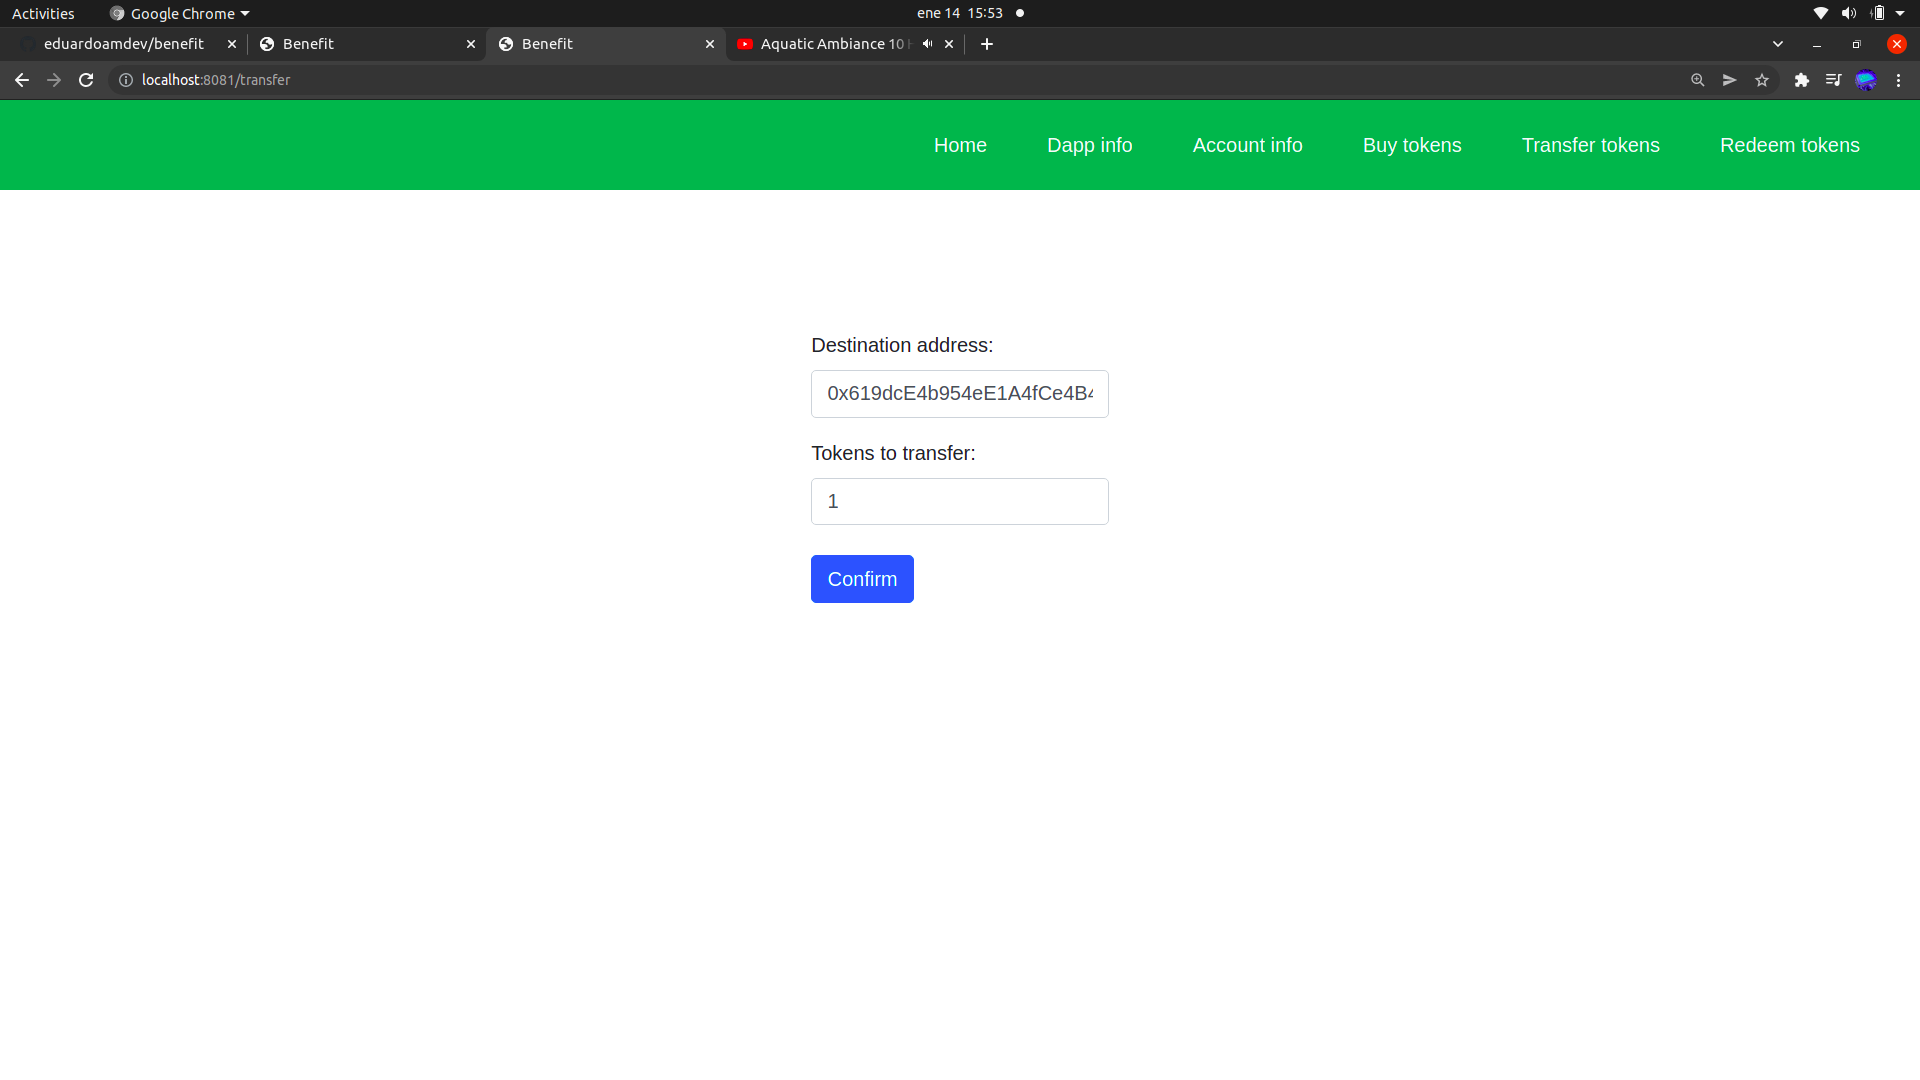 Activities
Google Chrome
ene 14 15:53
eduardoamdev/benefit
Benefit
Benefit
Aquatic Ambiance 10
localhost:8081/transfer
Home
Dapp info
Account info
Buy tokens
Transfer tokens
Redeem tokens
Destination address:
0x619dcE4b954eE1A4fCe4B4
Tokens to transfer:
1
Confirm